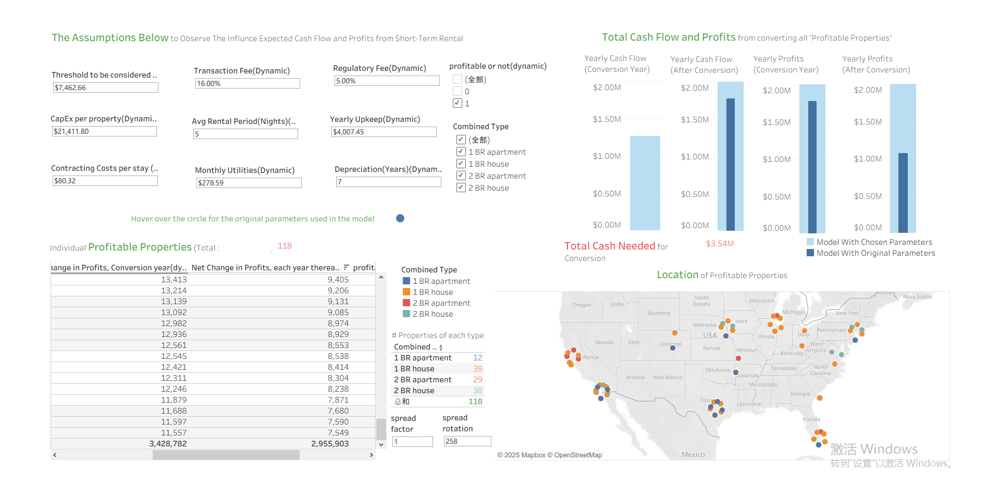 The Assumptions Below to Observe The Influnce Expected Cash Flow and Profits from Short-Term Rental
Threshold to be considered ..
$7,462.66
Transaction Fee(Dynamic)
16.00%
Regulatory Fee(Dynamic)
5.00%
profitable or not(dynamic)
(全部)
0
1
CapEx per property(Dynami..
$21,411.80
Avg Rental Period(Nights)(..
5
Yearly Upkeep(Dynamic)
$4,007.45
Combined Type
(全部)
1 BR apartment
1 BR house
2 BR apartment
2 BR house
Contracting Costs per stay (..
$80.32
Monthly Utilities(Dynamic)
$278.59
Depreciation(Years)(Dynam..
7
Hover over the circle for the original parameters used in the model
Total Cash Flow and Profits from converting all 'Profitable Properties'
Yearly Cash Flow
(Conversion Year)
$2.00M
$1.50M
$1.00M
$0.50M
$0.00M
Yearly Cash Flow
(After Conversion)
$2.00M
$1.50M
$1.00M
$0.50M
$0.00M
Yearly Profits
(Conversion Year)
$2.00M
$1.50M
$1.00M
$0.50M
$0.00M
Yearly Profits
(After Conversion)
$2.00M
$1.50M
$1.00M
$0.50M
$0.00M
Total Cash Needed for
Conversion
$3.54M
Model With Chosen Parameters
Model With Original Parameters
Individual Profitable Properties (Total :
118
hange in Profits, Conversion year(dy.. Net Change in Profits, each year therea.. profit
13,413 9,405
13,214 9,206
13,139 9,131
13,092 9,085
12,982 8,974
12,936 8,929
12,561 8,553
12,545 8,538
12,421 8,414
12,311 8,304
12,246 8,238
11,879 7,871
11,688 7,680
11,597 7,590
11,557 7,549
3,428,782 2,955,903
Combined Type
1 BR apartment
1 BR house
2 BR apartment
2 BR house
# Properties of each type
Combined ..
1 BR apartment 12
1 BR house 39
2 BR apartment 29
2 BR house 38
总和 118
spread
factor
1
spread
rotation
258
Location of Profitable Properties
Oregon
Idaho
Wyoming
South
Dakota
Wisconsin
Michigan
New York
Maine
Nova Scotia
Nebraska
Iowa
USA
Illinois
Ohio
Pennsylvani
Nevada
Utah
Colorado
Kansas
Missouri
West
Virginia
Kentucky
ifornia
Arizona
New Mexico
Oklahoma
Arkansas
Tennessee
North
Carolina
Mississippi
Georgia
Texas
Louisiana
Florida
Mexico
© 2025 Mapbox © OpenStreetMap
激活 Windows
转到"设置"以激活 Windows。